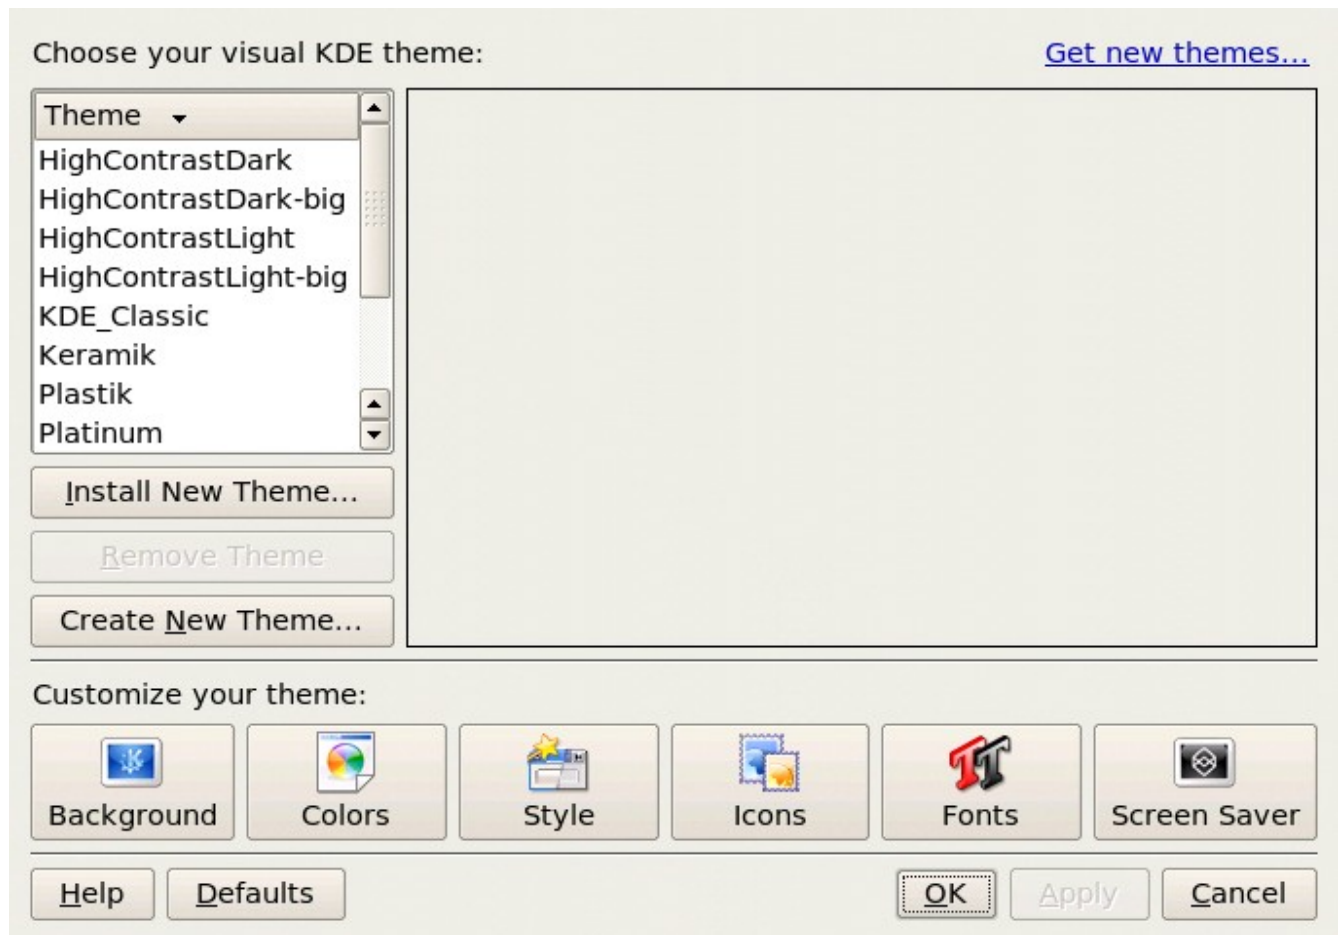 Choose your visual KDE theme: Get new themes...
Theme
HighContrastDark
HighContrastDark-big
HighContrastLight
HighContrastLight-big
KDE_Classic
Keramik
Plastik
Platinum
Install New Theme...
Remove Theme
Create New Theme...
Customize your theme:
Background Colors Style Icons Fonts Screen Saver
Help Defaults OK Apply Cancel